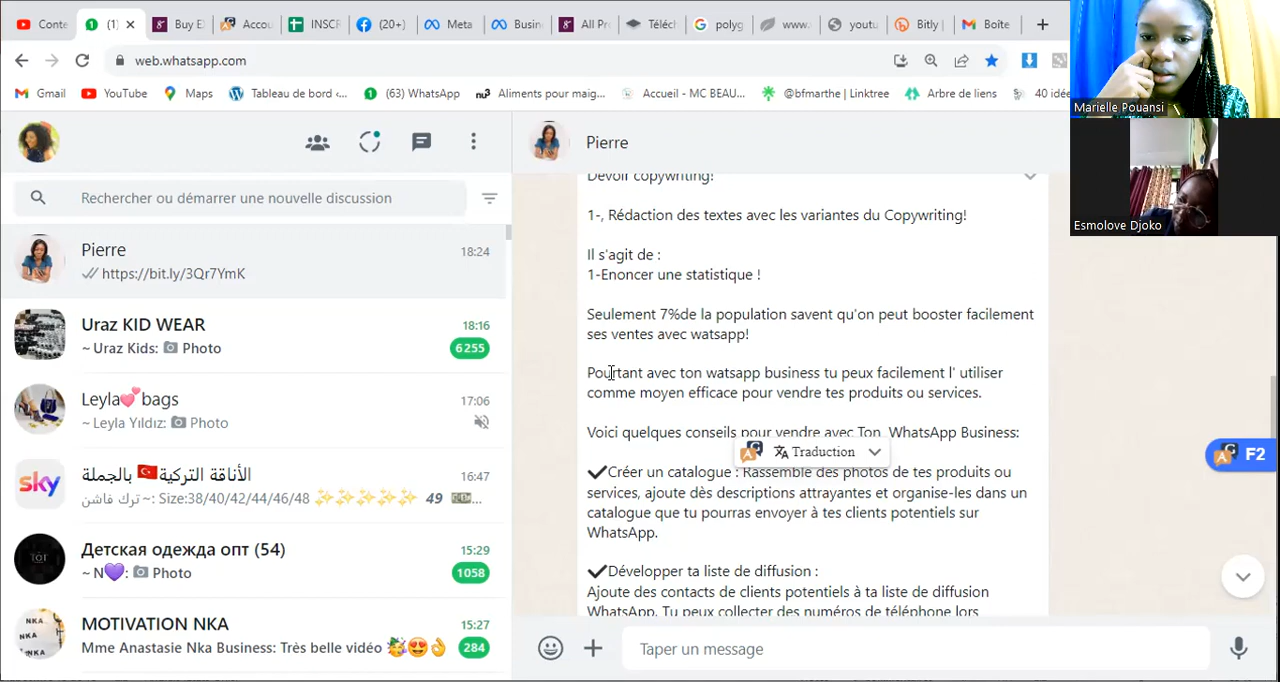 Conte
(1)
Buy E
Accou
INSCR
(20+)
Meta
Busin
All Pr
Téléc
polyg
www.
youtu
Bitly |
Boîte
web.whatsapp.com
Gmail
YouTube
Maps
Tableau de bord ‹...
(63) WhatsApp
Aliments pour maig...
Accueil - MC BEAU...
@bfmarthe | Linktree
Arbre de liens
40 idée
Marielle Pouansi
Esmolove Djoko
Rechercher ou démarrer une nouvelle discussion
Pierre
18:24
https://bit.ly/3Qr7YmK
Uraz KID WEAR
18:16
~ Uraz Kids: Photo
6255
Leyla💕bags
17:06
~ Leyla Yıldız: Photo
sky
الأناقة التركية🇹🇷 بالجملة
16:47
ترك فاشن ~: Size:38/40/42/44/46/48 ✨✨✨✨✨ 49 💵...
Детская одежда опт (54)
15:29
~ N💜: Photo
1058
NKA
NKA
NKA
MOTIVATION NKA
15:27
Mme Anastasie Nka Business: Très belle vidéo 🥳😍👌
284
Pierre
Devoir copywriting!
1-, Rédaction des textes avec les variantes du Copywriting!
Il s'agit de :
1-Enoncer une statistique !
Seulement 7%de la population savent qu'on peut booster facilement
ses ventes avec watsapp!
Pourtant avec ton watsapp business tu peux facilement l' utiliser
comme moyen efficace pour vendre tes produits ou services.
Voici quelques conseils pour vendre avec Ton WhatsApp Business:
Traduction
✔Créer un catalogue : Rassemble des photos de tes produits ou
services, ajoute dès descriptions attrayantes et organise-les dans un
catalogue que tu pourras envoyer à tes clients potentiels sur
WhatsApp.
✔Développer ta liste de diffusion :
Ajoute des contacts de clients potentiels à ta liste de diffusion
WhatsApp. Tu peux collecter des numéros de téléphone lors
F2
Taper un message